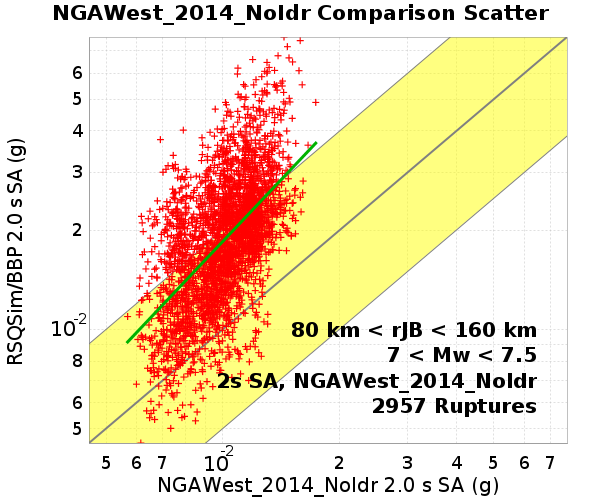 NGAWest_2014_NoIdr Comparison Scatter
RSQSim/BBP 2.0 s SA (g)
6
5
4
3
2
10-2
8
7
6
5
80 km < rJB < 160 km
7 < Mw < 7.5
2s SA, NGAWest_2014_NoIdr
2957 Ruptures
5 6 7 10-2 2 3 4 5 6 7
NGAWest_2014_NoIdr 2.0 s SA (g)